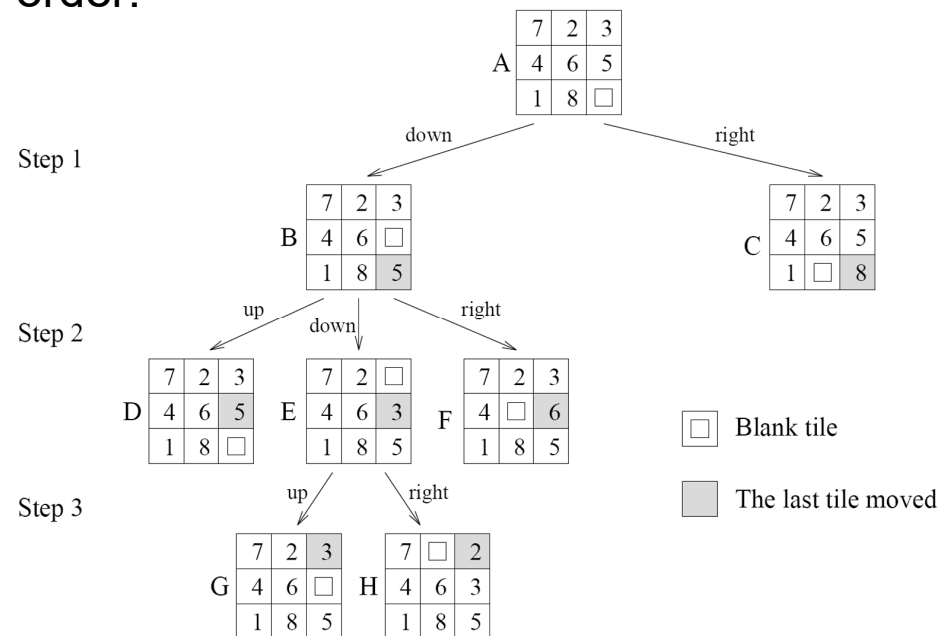 order.
7 2 3
A 4 6 5
1 8
down right
Step 1
7 2 3
B 4 6
1 8 5
7 2 3
C 4 6 5
1 8
up down right
Step 2
7 2 3
D 4 6 5
1 8
7 2
E 4 6 3
1 8 5
7 2 3
F 4 6
1 8 5
Blank tile
The last tile moved
up right
Step 3
7 2 3
G 4 6
1 8 5
7 2
H 4 6 3
1 8 5